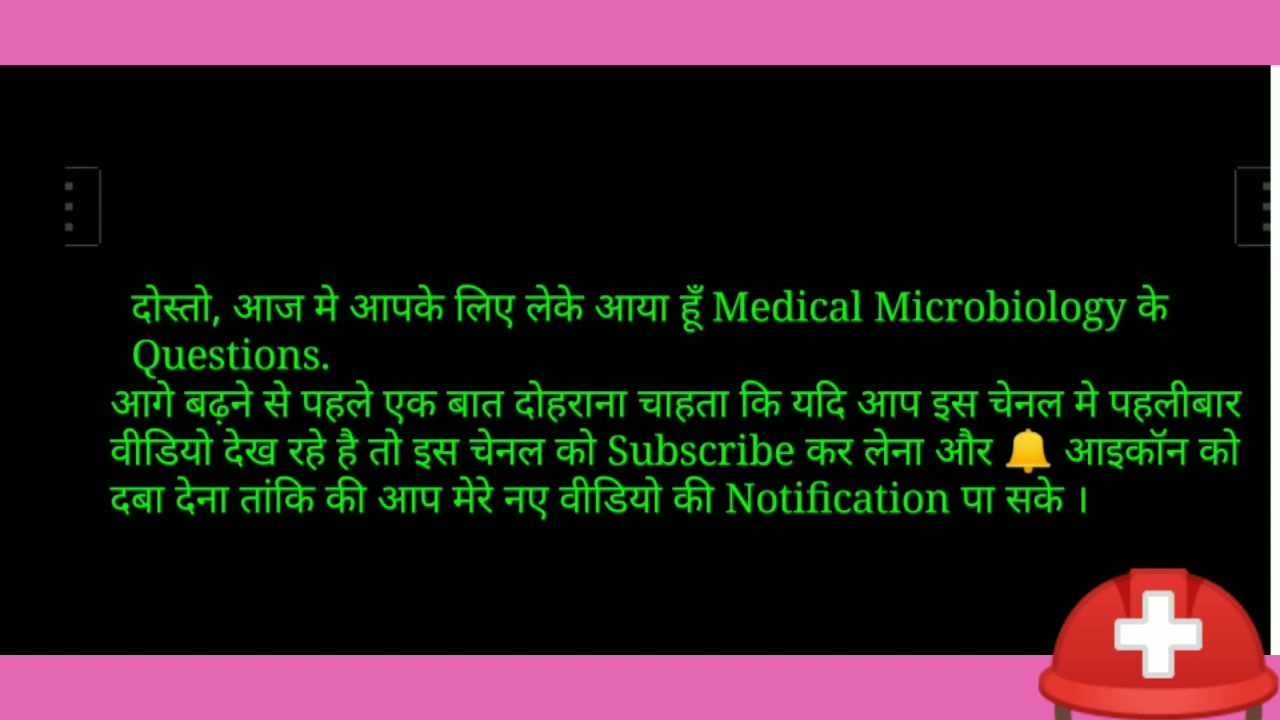 दोस्तो, आज मे आपके लिए लेके आया हूँ Medical Microbiology के
Questions.
आगे बढ़ने से पहले एक बात दोहराना चाहता कि यदि आप इस चेनल मे पहलीबार
वीडियो देख रहे है तो इस चेनल को Subscribe कर लेना और 🔔 आइकॉन को
दबा देना तांकि की आप मेरे नए वीडियो की Notification पा सके ।